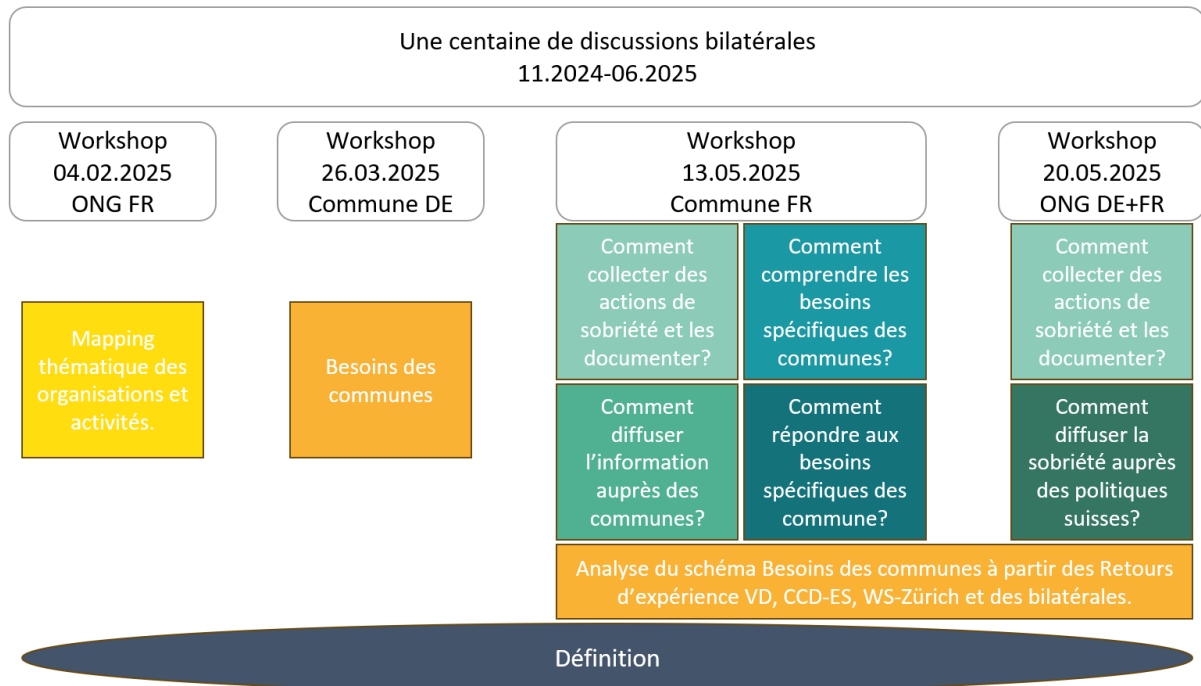 Une centaine de discussions bilatérales
11.2024-06.2025
Workshop
04.02.2025
ONG FR
Workshop
26.03.2025
Commune DE
Workshop
13.05.2025
Commune FR
Workshop
20.05.2025
ONG DE+FR
Mapping
thématique des
organisations et
activités.
Besoins des
communes
Comment
collecter des
actions de
sobriété et les
documenter?
Comment
comprendre les
besoins
spécifiques des
communes?
Comment
collecter des
actions de
sobriété et les
documenter?
Comment
diffuser
l'information
auprès des
communes?
Comment
répondre aux
besoins
spécifiques des
commune?
Comment
diffuser la
sobriété auprès
des politiques
suisses?
Analyse du schéma Besoins des communes à partir des Retours
d'expérience VD, CCD-ES, WS-Zürich et des bilatérales.
Définition